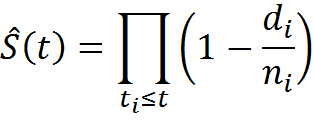 Ŝ(t) = ∏_{t_i≤t} (1 − d_i/n_i)